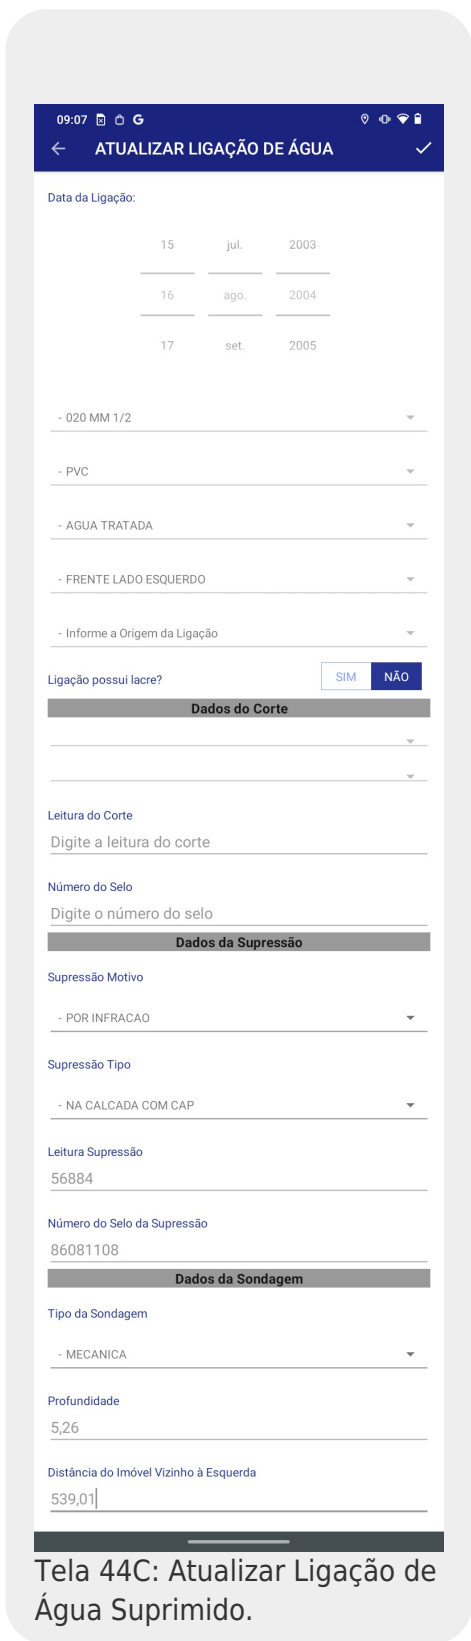 09:07
ATUALIZAR LIGAÇÃO DE ÁGUA
Data da Ligação:
15 jul. 2003
16 ago. 2004
17 set. 2005
- 020 MM 1/2
- PVC
- AGUA TRATADA
- FRENTE LADO ESQUERDO
- Informe a Origem da Ligação
Ligação possui lacre? SIM NÃO
Dados do Corte
Leitura do Corte
Digite a leitura do corte
Número do Selo
Digite o número do selo
Dados da Supressão
Supressão Motivo
- POR INFRACAO
Supressão Tipo
- NA CALCADA COM CAP
Leitura Supressão
56884
Número do Selo da Supressão
86081108
Dados da Sondagem
Tipo da Sondagem
- MECANICA
Profundidade
5,26
Distância do Imóvel Vizinho à Esquerda
539,01
Tela 44C: Atualizar Ligação de
Água Suprimido.